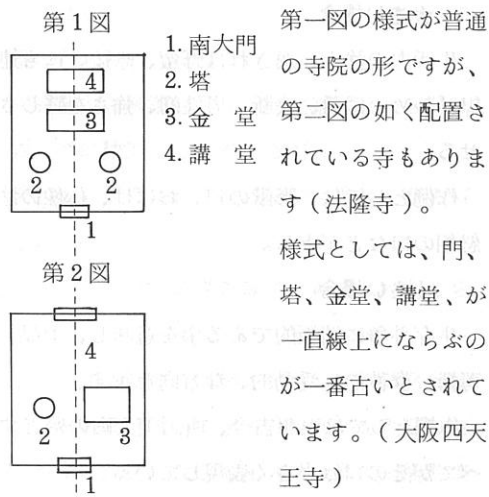 第1図
4
3
2
2
1
1. 南大門
2. 塔
3. 金 堂
4. 講 堂
第2図
4
2
3
1
第一図の様式が普通
の寺院の形ですが、
第二図の如く配置さ
れている寺もありま
す(法隆寺)。
様式としては、門、
塔、金堂、講堂、が
一直線上にならぶの
が一番古いとされて
います。(大阪四天
王寺)